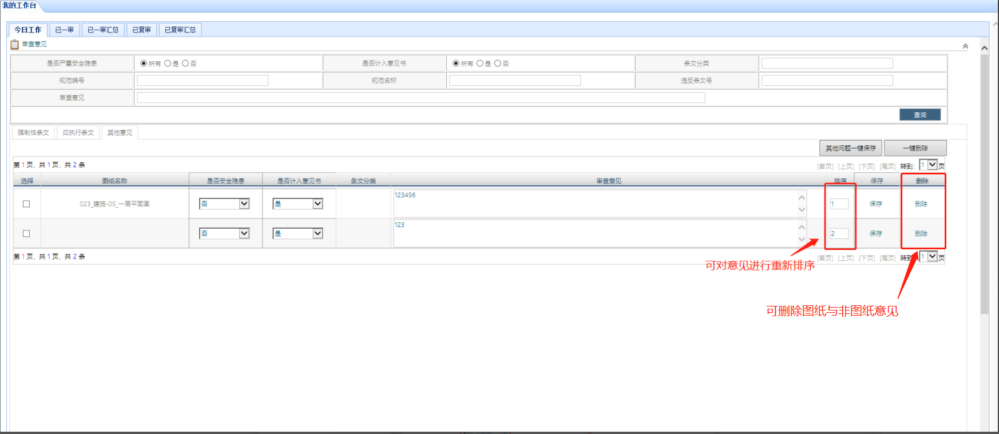 我的工作台
今日工作 已一审 已一审汇总 已复审 已复审汇总
审查意见
是否严重安全隐患 所有 是 否 是否计入意见书 所有 是 否 条文分类
规范编号 规范名称 违反条文号
审查意见
查询
强制性条文 应执行条文 其他意见
其他问题一键保存 一键删除
第 1 页, 共 1 页, 共 2 条 [首页] [上页] [下页] [尾页] 转到: 1 页
选择 图纸名称 是否安全隐患 是否计入意见书 条文分类 审查意见 排序 保存 删除
023_建施-05_一层平面图 否 是 123456 1 保存 删除
否 是 123 2 保存 删除
第 1 页, 共 1 页, 共 2 条 [首页] [上页] [下页] [尾页] 转到 1 页
可对意见进行重新排序
可删除图纸与非图纸意见